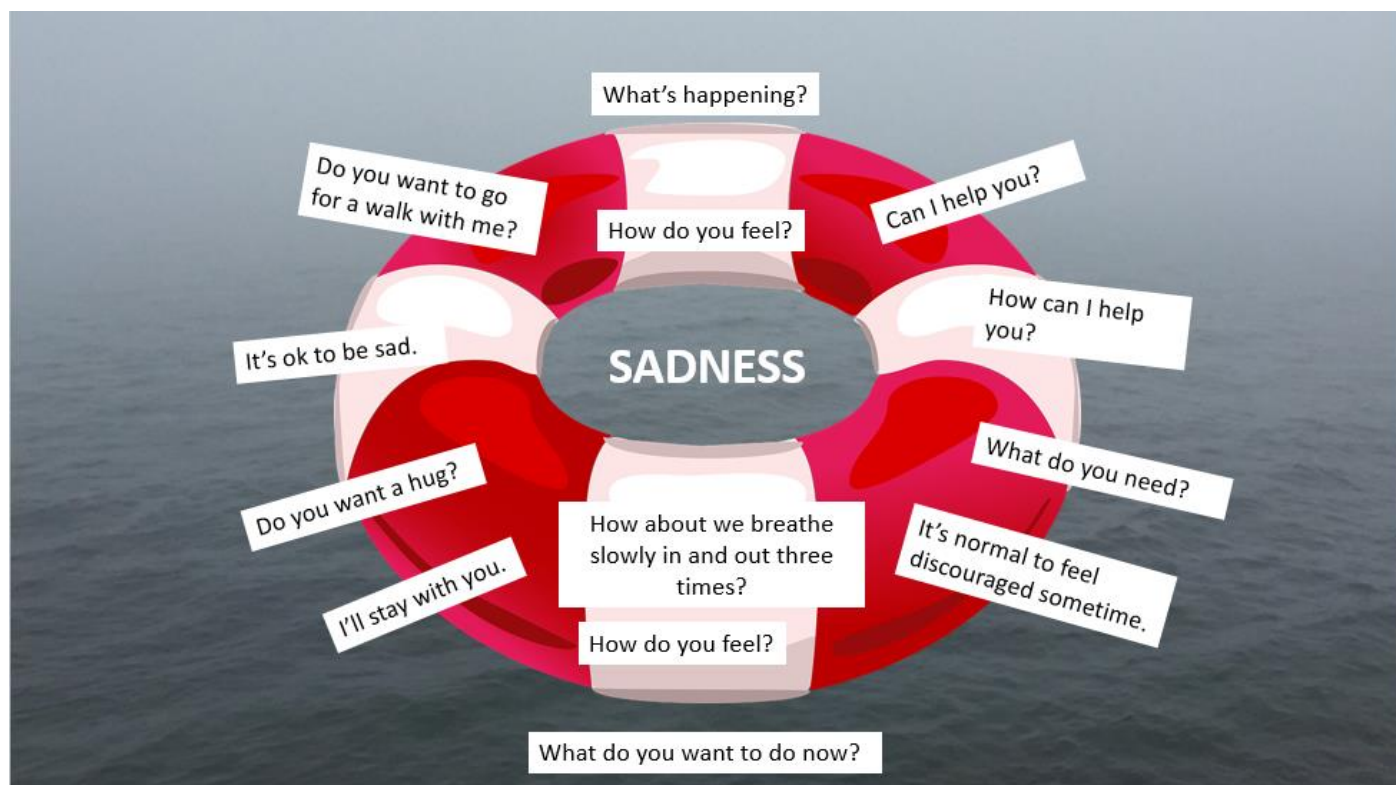 What's happening?
Do you want to go
for a walk with me?
Can I help you?
How do you feel?
How can I help
you?
It's ok to be sad.
SADNESS
What do you need?
Do you want a hug?
How about we breathe
slowly in and out three
times?
It's normal to feel
discouraged sometime.
I'll stay with you.
How do you feel?
What do you want to do now?